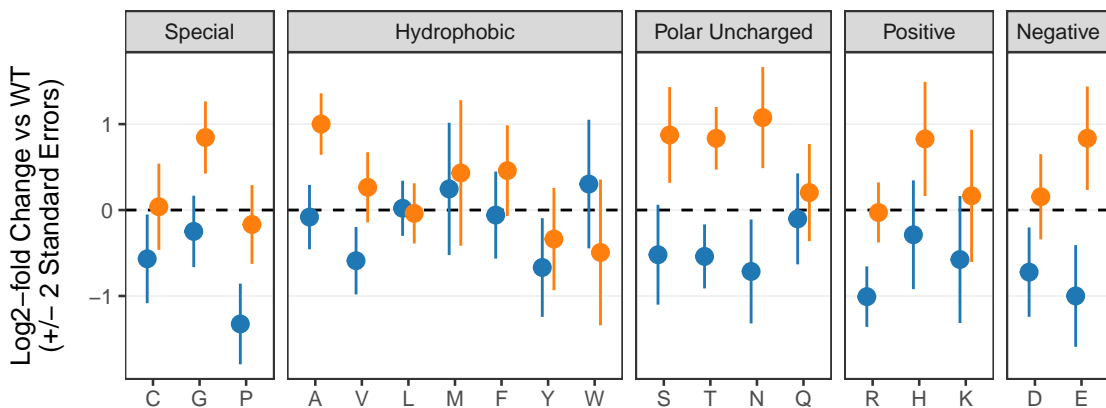 Special
Hydrophobic
Polar Uncharged
Positive
Negative
Log2−fold Change vs WT
(+/− 2 Standard Errors)
1
0
−1
C G P
A V L M F Y W
S T N Q
R H K
D E